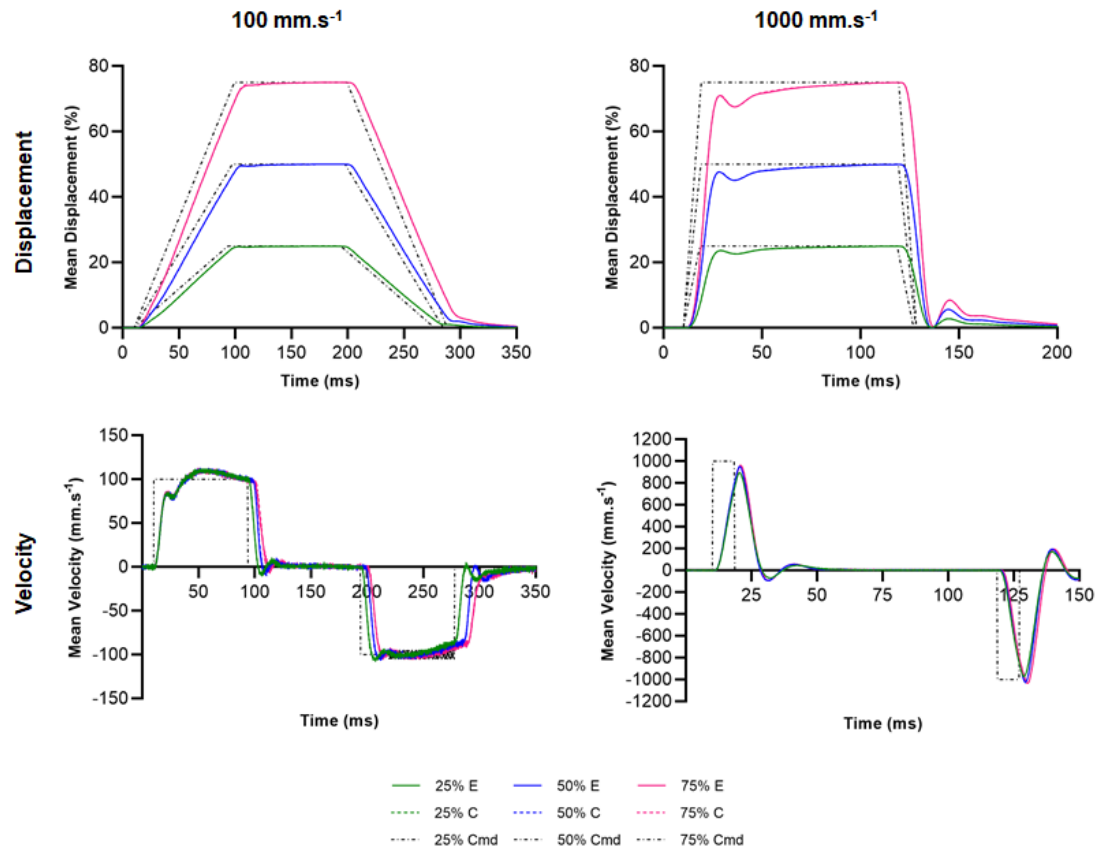 100 mm.s-1
1000 mm.s-1
Displacement
Mean Displacement (%)
80
60
40
20
0
0 50 100 150 200 250 300 350
Time (ms)
Mean Displacement (%)
80
60
40
20
0
0 50 100 150 200
Time (ms)
Velocity
Mean Velocity (mm.s-1)
150
100
50
0
-50
-100
-150
50 100 150 200 250 300 350
Time (ms)
Mean Velocity (mm.s-1)
1200
1000
800
600
400
200
0
-200
-400
-600
-800
-1000
-1200
25 50 75 100 125 150
Time (ms)
25% E 50% E 75% E
25% C 50% C 75% C
25% Cmd 50% Cmd 75% Cmd